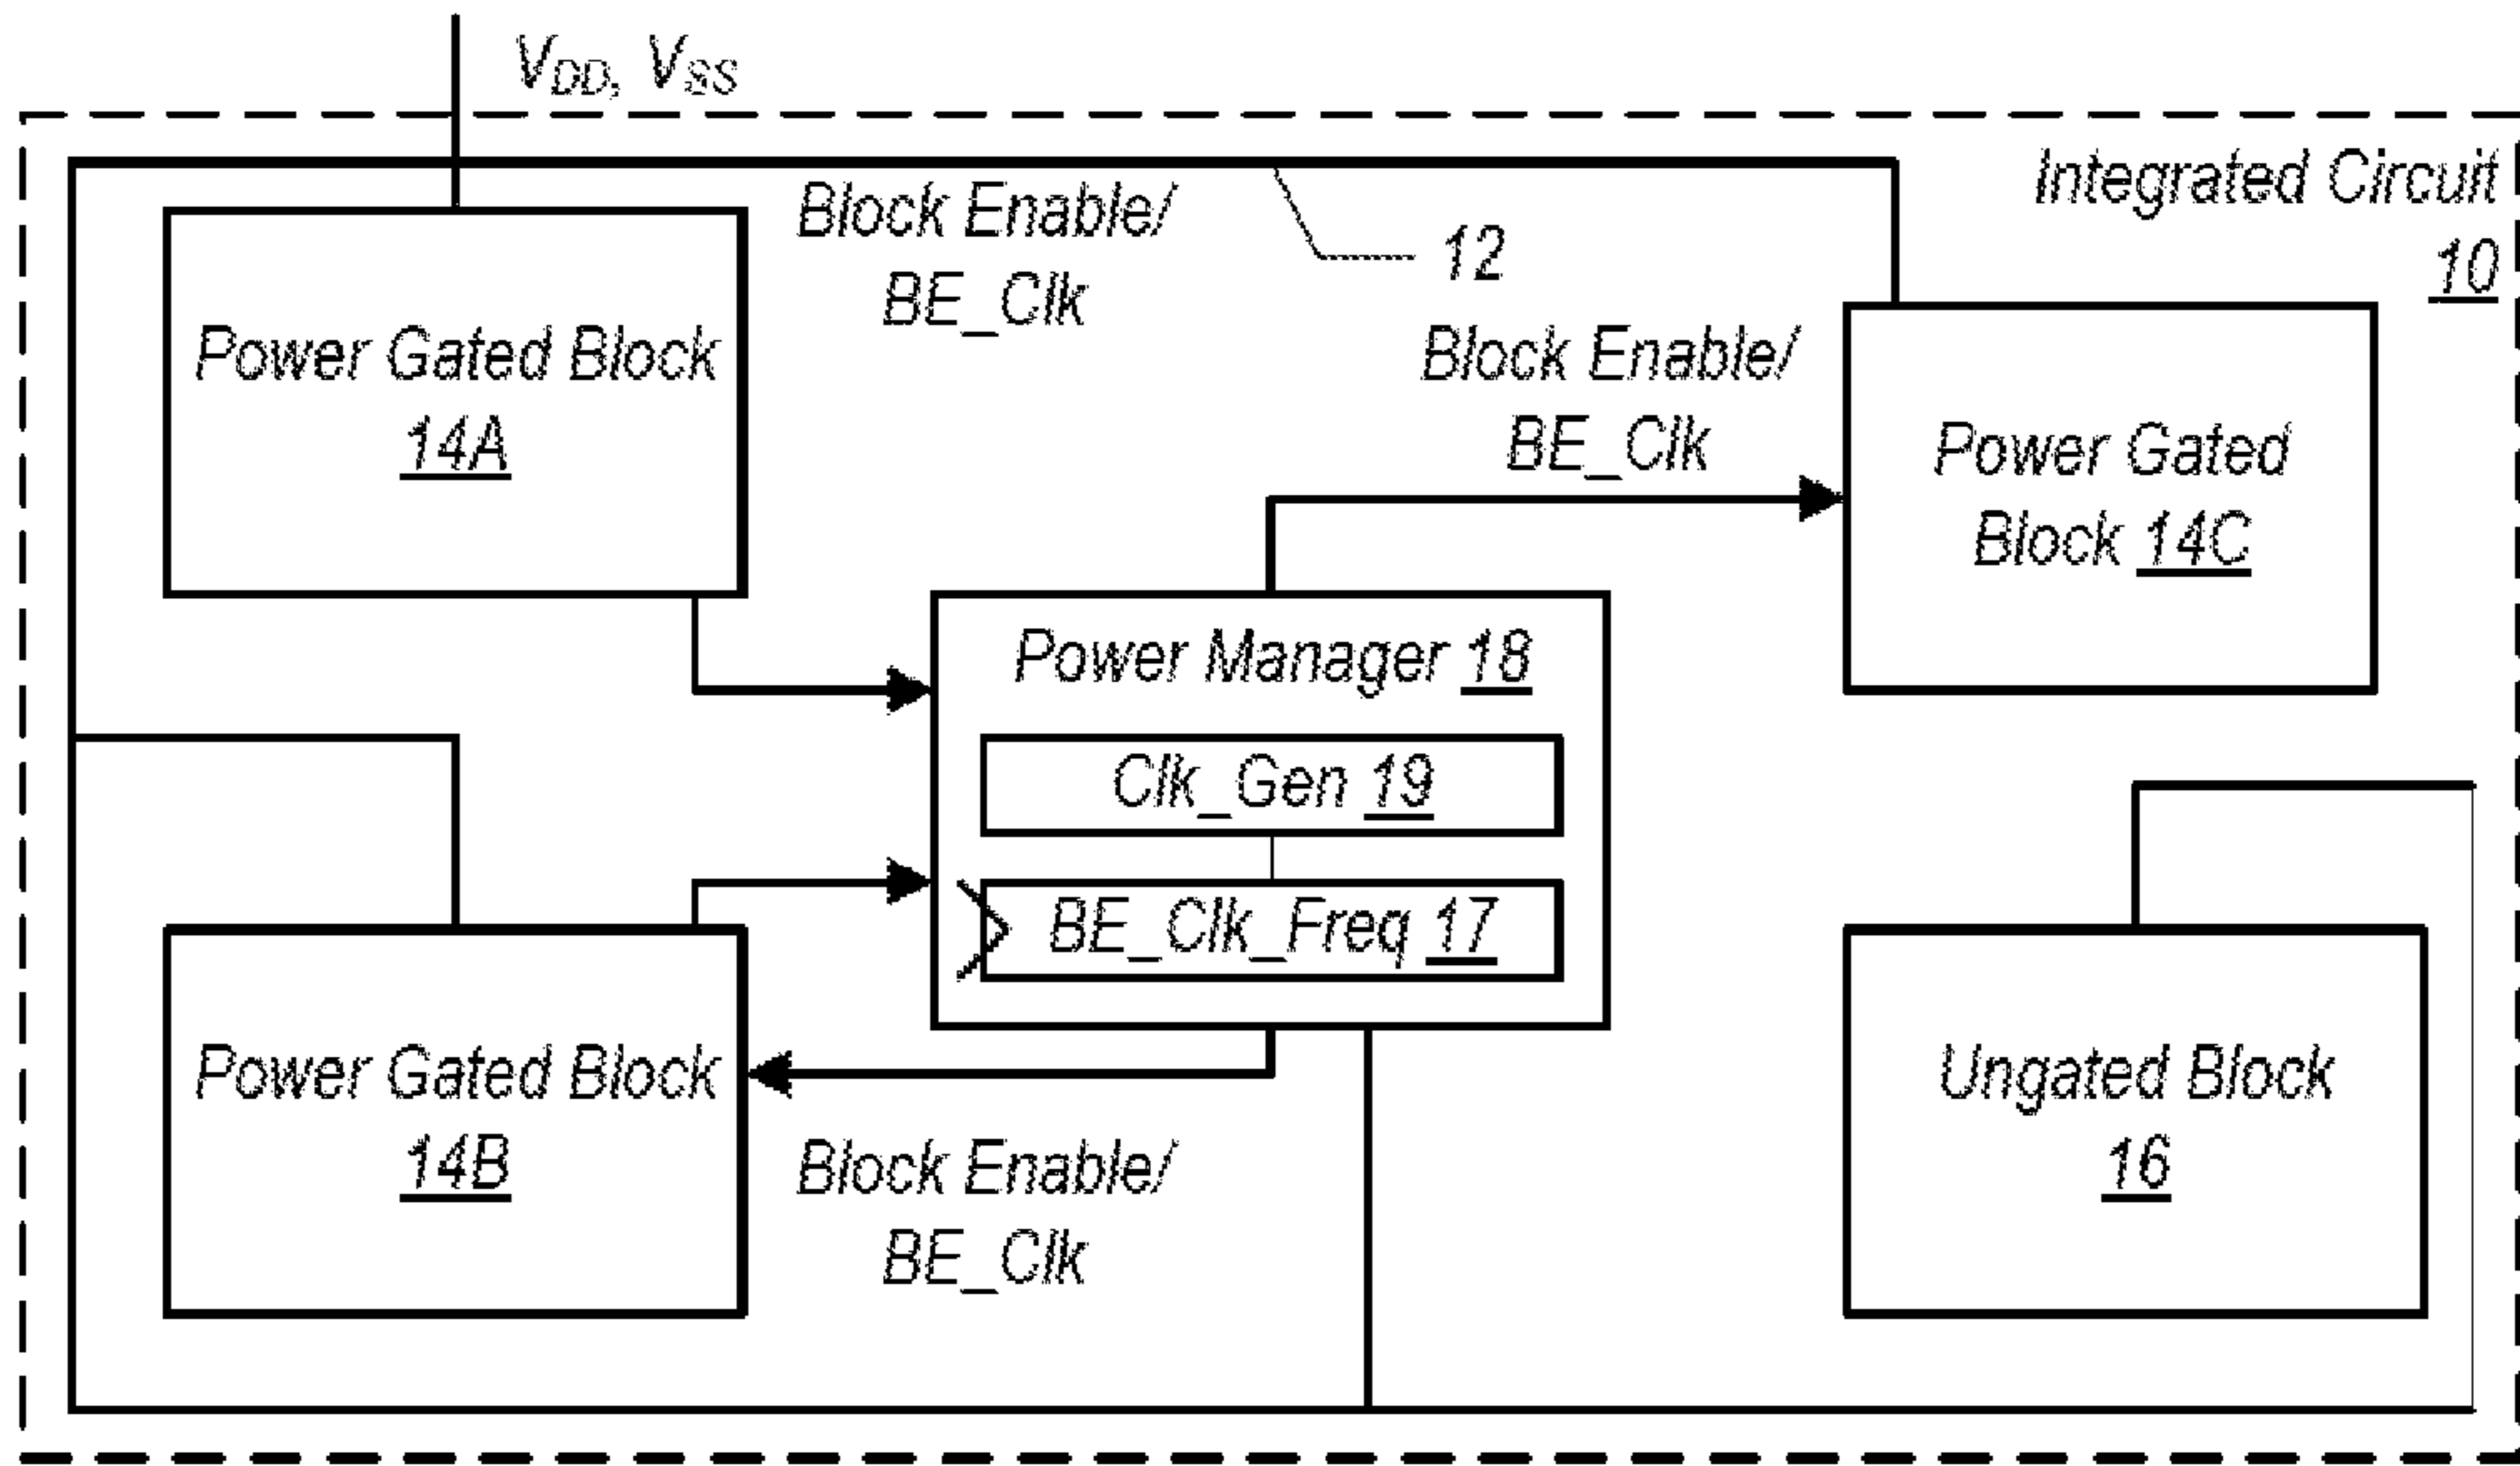 VDD, VSS
Integrated Circuit
10
Block Enable/
BE_Clk
12
Power Gated Block
14A
Block Enable/
BE_Clk
Power Gated
Block 14C
Power Manager 18
Clk_Gen 19
BE_Clk_Freq 17
Power Gated Block
14B
Block Enable/
BE_Clk
Ungated Block
16